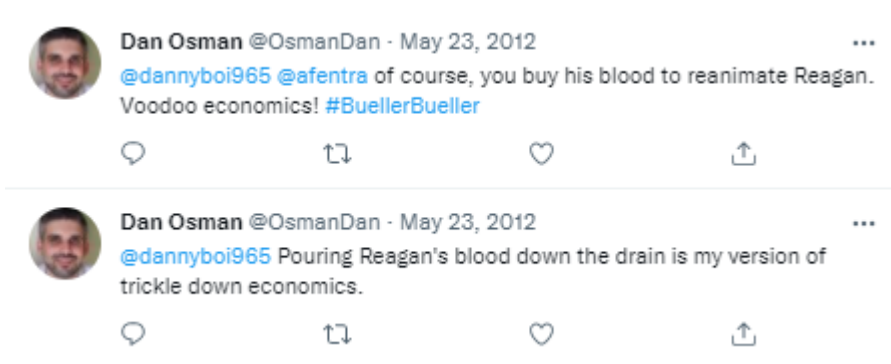 Dan Osman @OsmanDan · May 23, 2012
@dannyboi965 @afentra of course, you buy his blood to reanimate Reagan.
Voodoo economics! #BuellerBueller
Dan Osman @OsmanDan · May 23, 2012
@dannyboi965 Pouring Reagan's blood down the drain is my version of
trickle down economics.